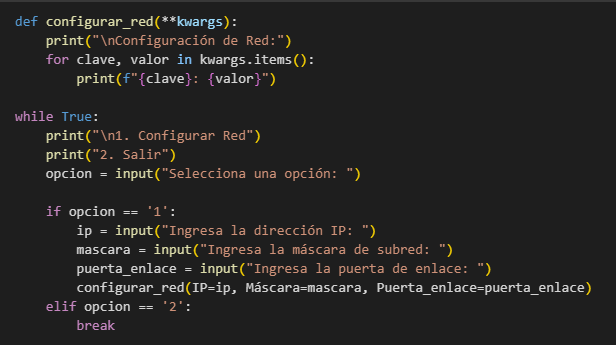 def configurar_red(**kwargs):
    print("\nConfiguración de Red:")
    for clave, valor in kwargs.items():
        print(f"{clave}: {valor}")

while True:
    print("\n1. Configurar Red")
    print("2. Salir")
    opcion = input("Selecciona una opción: ")

    if opcion == '1':
        ip = input("Ingresa la dirección IP: ")
        mascara = input("Ingresa la máscara de subred: ")
        puerta_enlace = input("Ingresa la puerta de enlace: ")
        configurar_red(IP=ip, Máscara=mascara, Puerta_enlace=puerta_enlace)
    elif opcion == '2':
        break